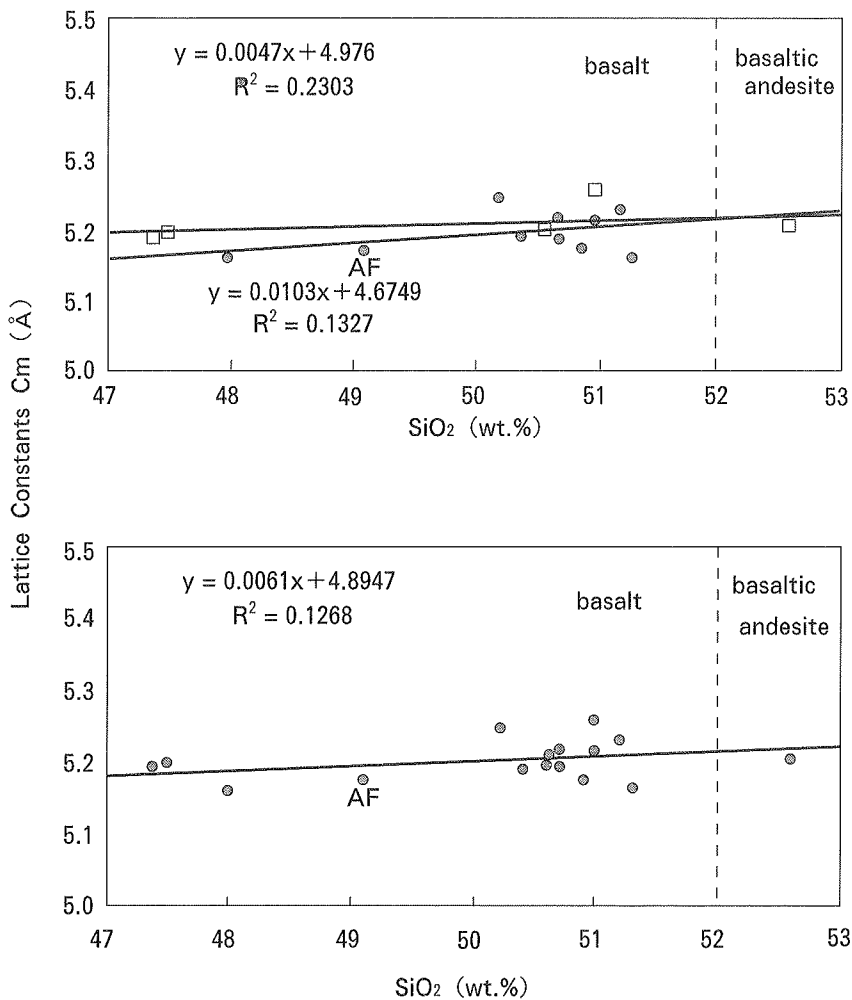 5.5
y = 0.0047x+4.976
basalt
basaltic
R² = 0.2303
andesite
5.4
5.3
5.2
AF
y = 0.0103x+4.6749
5.1
R² = 0.1327
5.0
47 48 49 50 51 52 53
SiO₂ (wt.%)
Lattice Constants Cm (Å)
5.5
y = 0.0061x+4.8947
basalt
basaltic
R² = 0.1268
andesite
5.4
5.3
5.2
AF
5.1
5.0
47 48 49 50 51 52 53
SiO₂ (wt.%)